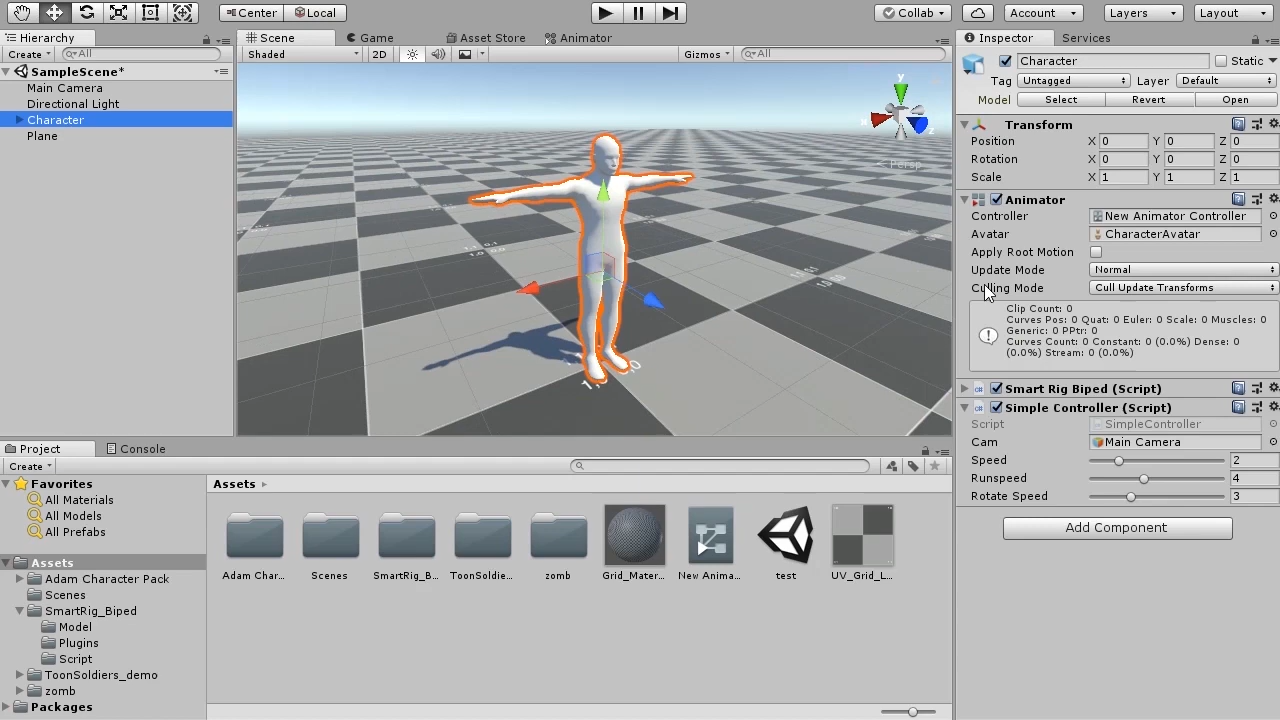 Center Local Collab Account Layers Layout
Hierarchy
Create All
SampleScene*
Main Camera
Directional Light
Character
Plane
Scene Game Asset Store Animator
Shaded 2D Gizmos All
y
x z
Persp
Inspector Services
Character Static
Tag Untagged Layer Default
Model Select Revert Open
Transform
Position X 0 Y 0 Z 0
Rotation X 0 Y 0 Z 0
Scale X 1 Y 1 Z 1
Animator
Controller New Animator Controller
Avatar CharacterAvatar
Apply Root Motion
Update Mode Normal
Culling Mode Cull Update Transforms
Clip Count: 0
Curves Pos: 0 Quat: 0 Euler: 0 Scale: 0 Muscles: 0
Generic: 0 PPtr: 0
Curves Count: 0 Constant: 0 (0.0%) Dense: 0
(0.0%) Stream: 0 (0.0%)
Smart Rig Biped (Script)
Simple Controller (Script)
Script SimpleController
Cam Main Camera
Speed 2
Runspeed 4
Rotate Speed 3
Add Component
Project Console
Create
Favorites
All Materials
All Models
All Prefabs
Assets
Adam Character Pack
Scenes
SmartRig_Biped
Model
Plugins
Script
ToonSoldiers_demo
zomb
Packages
Assets
Adam Char... Scenes SmartRig_B... ToonSoldie... zomb Grid_Mater... New Anima... test UV_Grid_L...